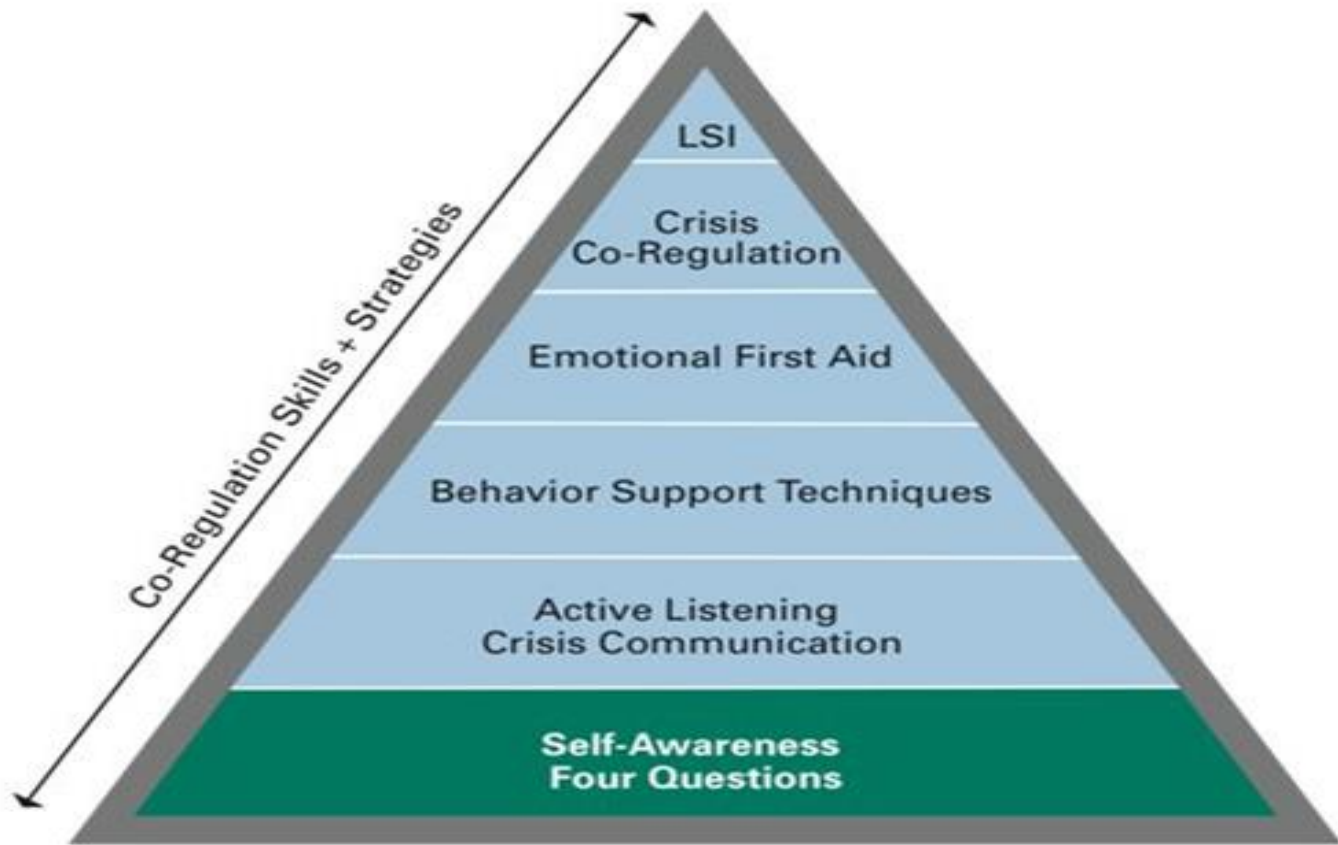 Co-Regulation Skills + Strategies
LSI
Crisis
Co-Regulation
Emotional First Aid
Behavior Support Techniques
Active Listening
Crisis Communication
Self-Awareness
Four Questions